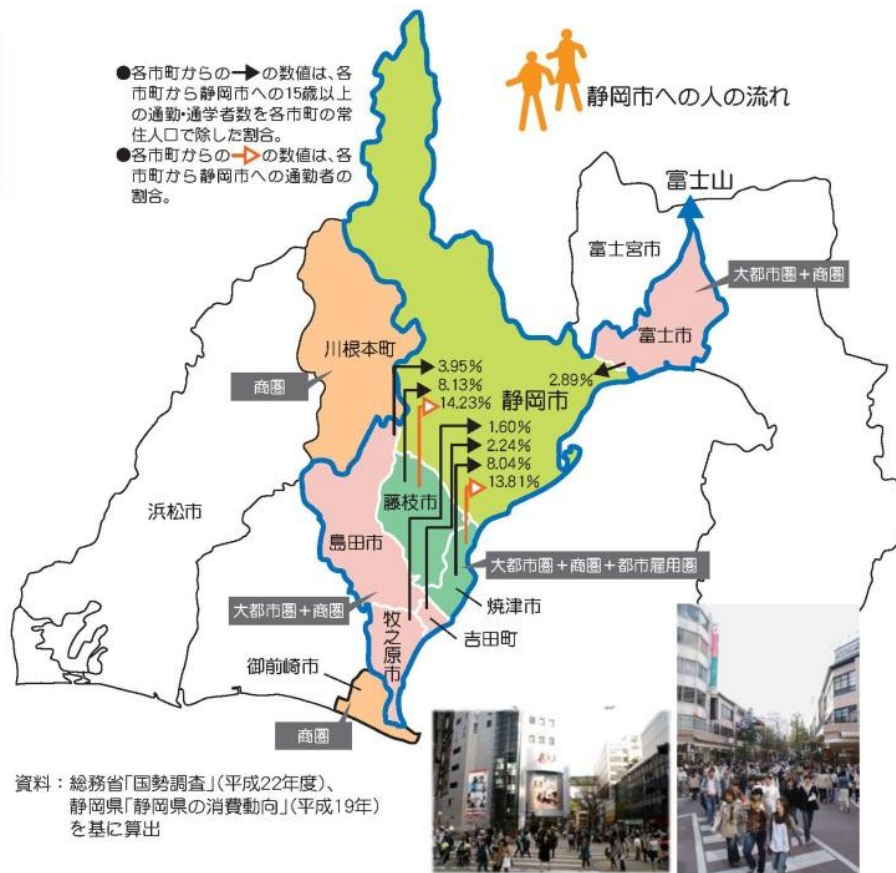 ●各市町からの→の数値は、各
市町から静岡市への15歳以上
の通勤・通学者数を各市町の常
住人口で除した割合。
●各市町からの→の数値は、各
市町から静岡市への通勤者の
割合。
静岡市への人の流れ
富士山
富士宮市
大都市圏+商圏
富士市
川根本町
商圏
3.95%
8.13%
14.23%
2.89%
静岡市
1.60%
2.24%
8.04%
13.81%
藤枝市
浜松市
島田市
大都市圏+商圏+都市雇用圏
焼津市
大都市圏+商圏
吉田町
牧之原市
御前崎市
商圏
資料:総務省「国勢調査」(平成22年度)、
静岡県「静岡県の消費動向」(平成19年)
を基に算出